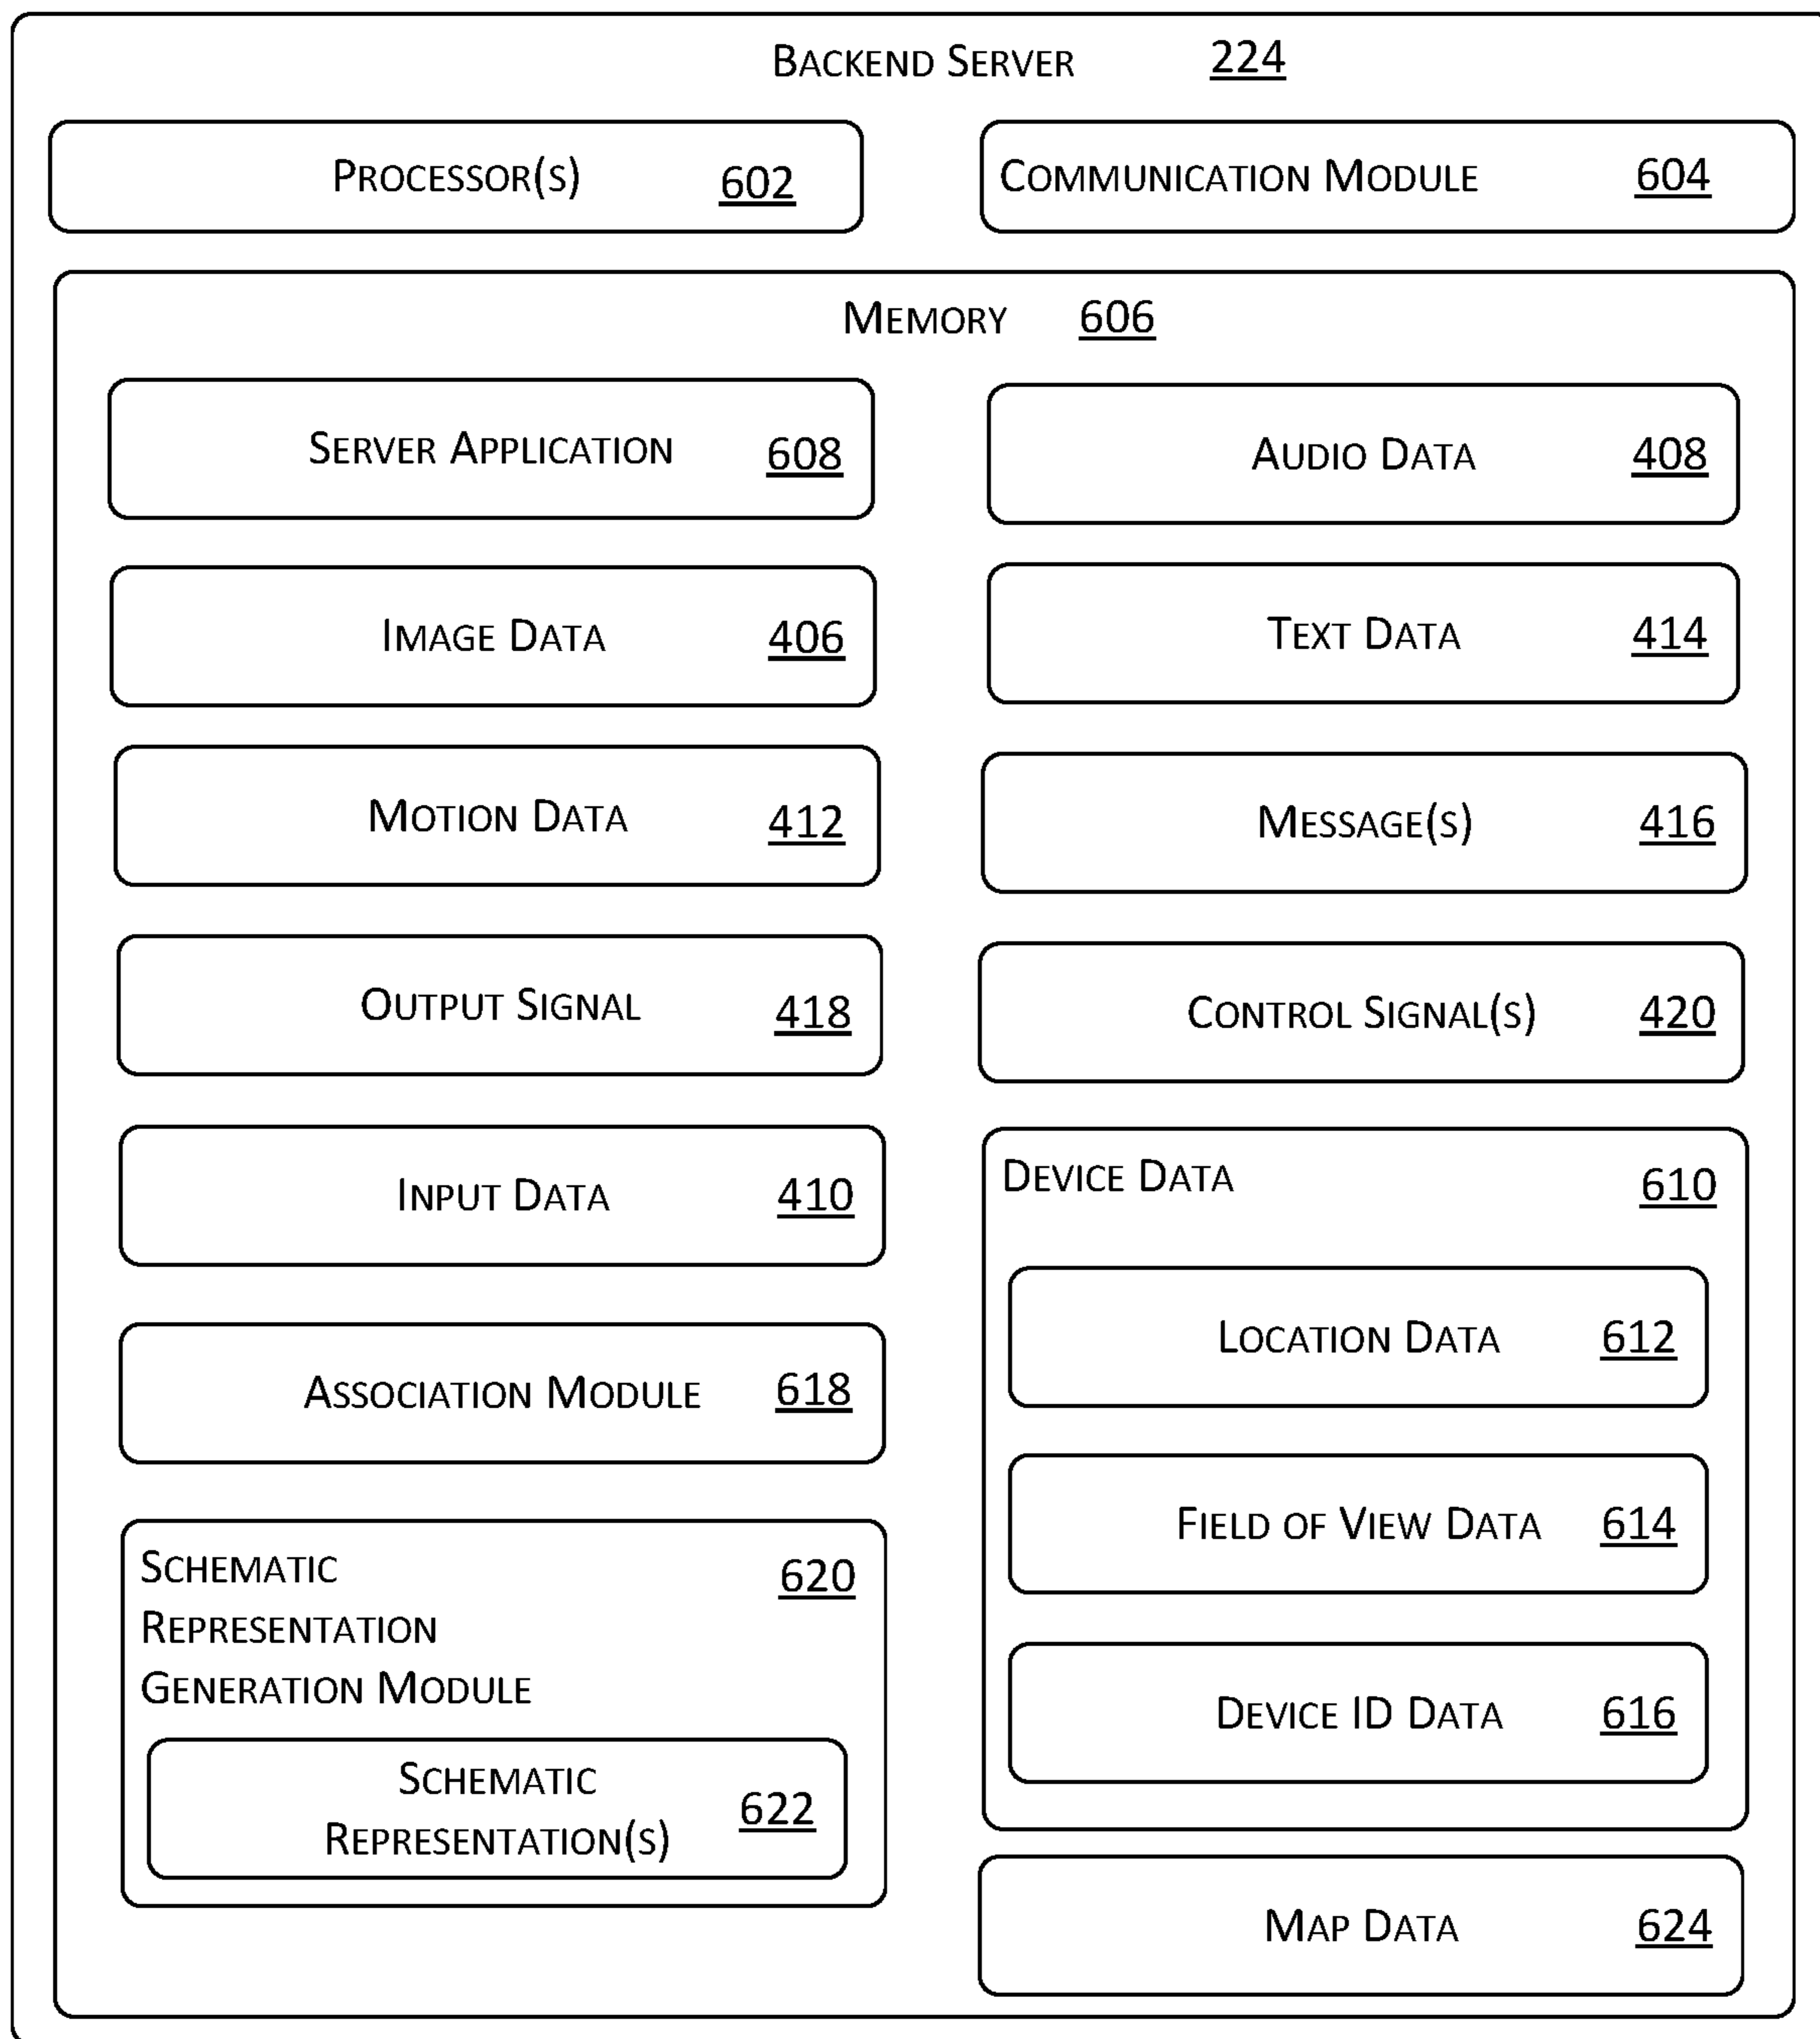 BACKEND SERVER 224
PROCESSOR(S) 602
COMMUNICATION MODULE 604
MEMORY 606
SERVER APPLICATION 608
AUDIO DATA 408
IMAGE DATA 406
TEXT DATA 414
MOTION DATA 412
MESSAGE(S) 416
OUTPUT SIGNAL 418
CONTROL SIGNAL(S) 420
INPUT DATA 410
DEVICE DATA 610
LOCATION DATA 612
ASSOCIATION MODULE 618
FIELD OF VIEW DATA 614
SCHEMATIC 620
REPRESENTATION
GENERATION MODULE
DEVICE ID DATA 616
SCHEMATIC
REPRESENTATION(S) 622
MAP DATA 624